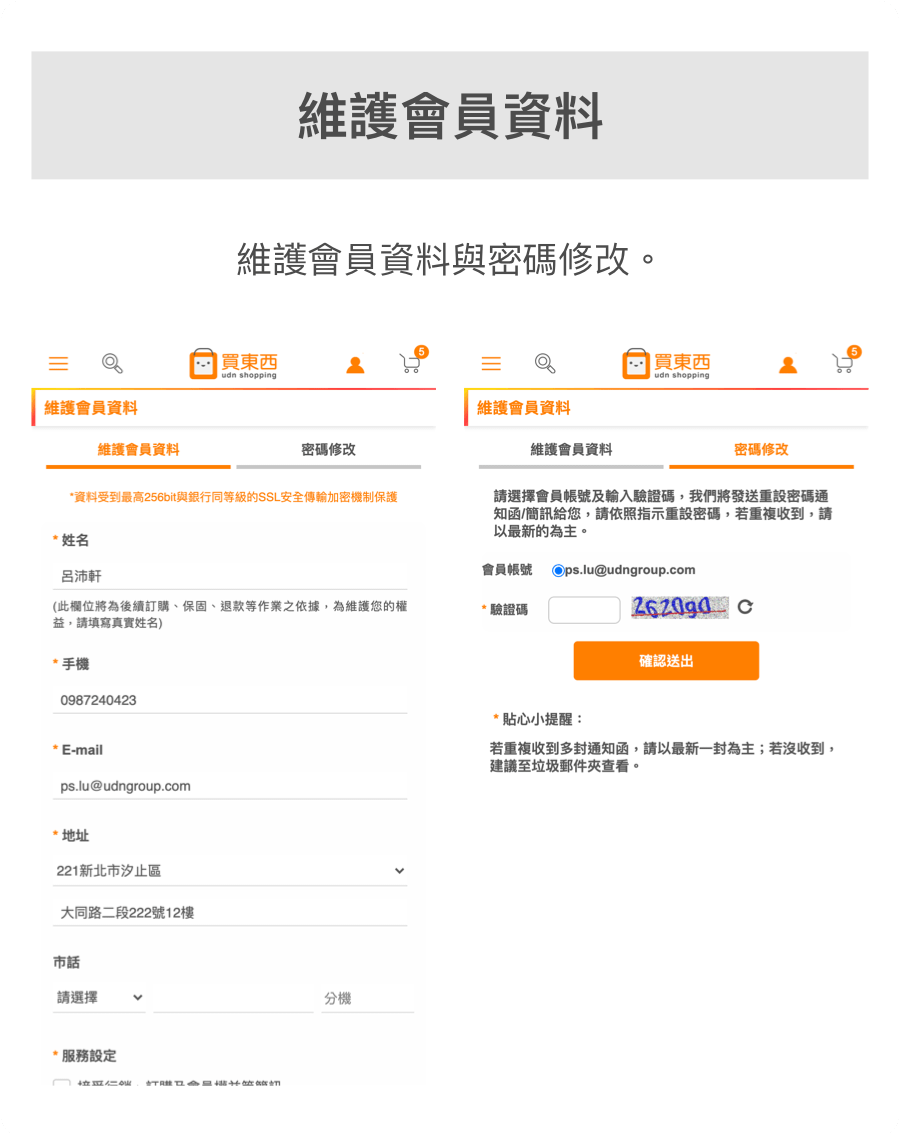 維護會員資料
維護會員資料與密碼修改。
買東西
udn shopping
5
維護會員資料
維護會員資料
密碼修改
*資料受到最高256bit與銀行同等級的SSL安全傳輸加密機制保護
* 姓名
呂沛軒
(此欄位將為後續訂購、保固、退款等作業之依據，為維護您的權
益，請填寫真實姓名)
* 手機
0987240423
* E-mail
ps.lu@udngroup.com
* 地址
221新北市汐止區
大同路二段222號12樓
市話
請選擇
分機
* 服務設定
接受行銷、訂購及會員權益等簡訊
買東西
udn shopping
5
維護會員資料
維護會員資料
密碼修改
請選擇會員帳號及輸入驗證碼，我們將發送重設密碼通
知函/簡訊給您，請依照指示重設密碼，若重複收到，請
以最新的為主。
會員帳號 ps.lu@udngroup.com
* 驗證碼
確認送出
* 貼心小提醒：
若重複收到多封通知函，請以最新一封為主；若沒收到，
建議至垃圾郵件夾查看。